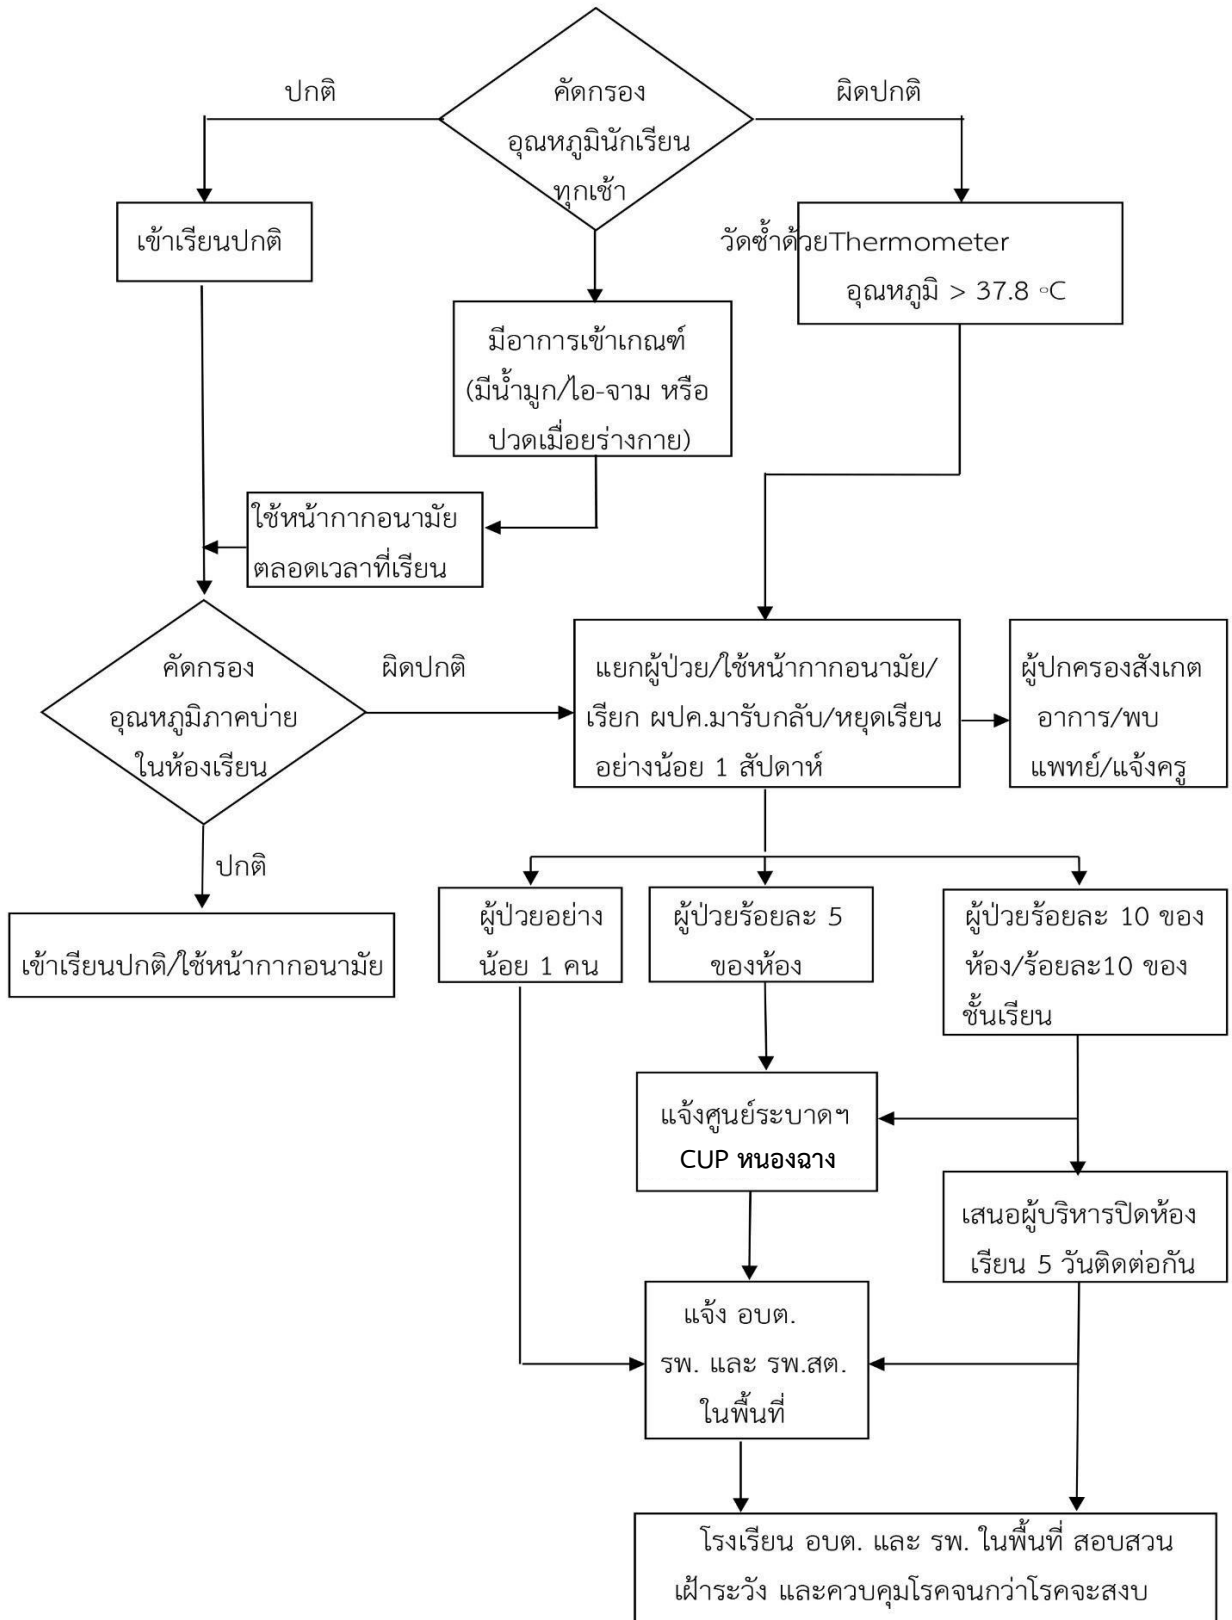 ปกติ
คัดกรอง
อุณหภูมินักเรียน
ทุกเช้า
ผิดปกติ
เข้าเรียนปกติ
วัดซ้ำด้วยThermometer
อุณหภูมิ > 37.8 °C
มีอาการเข้าเกณฑ์
(มีน้ำมูก/ไอ-จาม หรือ
ปวดเมื่อยร่างกาย)
ใช้หน้ากากอนามัย
ตลอดเวลาที่เรียน
คัดกรอง
อุณหภูมิภาคบ่าย
ในห้องเรียน
ผิดปกติ
แยกผู้ป่วย/ใช้หน้ากากอนามัย/
เรียก ผปค.มารับกลับ/หยุดเรียน
อย่างน้อย 1 สัปดาห์
ผู้ปกครองสังเกต
อาการ/พบ
แพทย์/แจ้งครู
ปกติ
เข้าเรียนปกติ/ใช้หน้ากากอนามัย
ผู้ป่วยอย่าง
น้อย 1 คน
ผู้ป่วยร้อยละ 5
ของห้อง
ผู้ป่วยร้อยละ 10 ของ
ห้อง/ร้อยละ10 ของ
ชั้นเรียน
แจ้งศูนย์ระบาดฯ
CUP หนองฉาง
เสนอผู้บริหารปิดห้อง
เรียน 5 วันติดต่อกัน
แจ้ง อบต.
รพ. และ รพ.สต.
ในพื้นที่
โรงเรียน อบต. และ รพ. ในพื้นที่ สอบสวน
เฝ้าระวัง และควบคุมโรคจนกว่าโรคจะสงบ